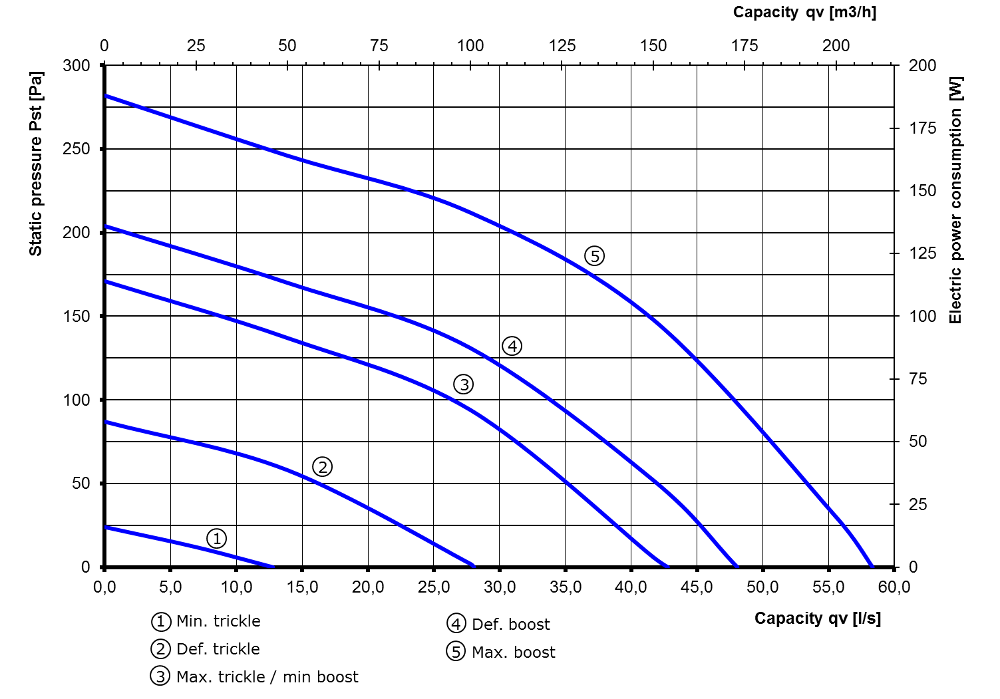 Capacity qv [m3/h]
0 25 50 75 100 125 150 175 200
Static pressure Pst [Pa]
300
250
200
150
100
50
0
200
175
150
125
100
75
50
25
0
Electric power consumption [W]
5
4
3
2
1
0,0 5,0 10,0 15,0 20,0 25,0 30,0 35,0 40,0 45,0 50,0 55,0 60,0
Capacity qv [l/s]
1 Min. trickle
2 Def. trickle
3 Max. trickle / min boost
4 Def. boost
5 Max. boost